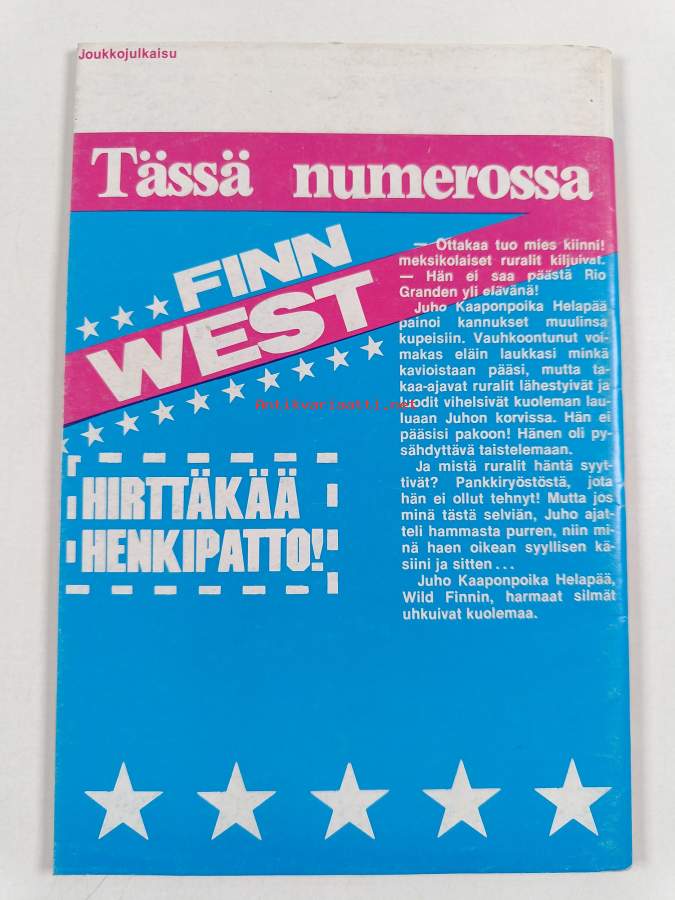 Joukkojulkaisu
Tässä numerossa
FINN
WEST
HIRTTÄKÄÄ
HENKIPATTO!
— Ottakaa tuo mies kiinni!
meksikolaiset ruralit kiljuivat.
— Hän ei saa päästä Rio
Granden yli elävänä!
Juho Kaaponpoika Helapää
painoi kannukset muulinsa
kupeisiin. Vauhkoontunut voi-
makas eläin laukkasi minkä
kavioistaan pääsi, mutta ta-
kaa-ajavat ruralit lähestyivät ja
luodit vihelsivät kuoleman lau-
luaan Juhon korvissa. Hän ei
pääsisi pakoon! Hänen oli py-
sähdyttävä taistelemaan.
Ja mistä ruralit häntä syyt-
tivät? Pankkiryöstöstä, jota
hän ei ollut tehnyt! Mutta jos
minä tästä selviän, Juho ajat-
teli hammasta purren, niin mi-
nä haen oikean syyllisen kä-
siini ja sitten...
Juho Kaaponpoika Helapää,
Wild Finnin, harmaat silmät
uhkuivat kuolemaa.
Antikvariaatti.net